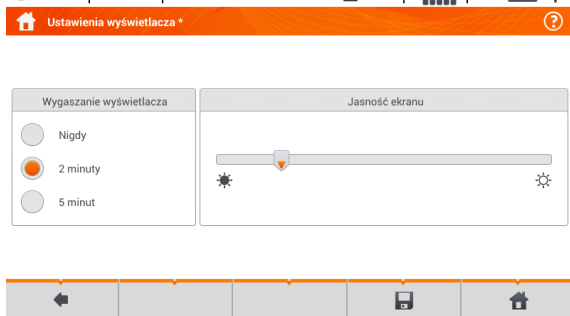 Ustawienia wyświetlacza *
?
Wygaszanie wyświetlacza
Jasność ekranu
Nigdy
2 minuty
5 minut